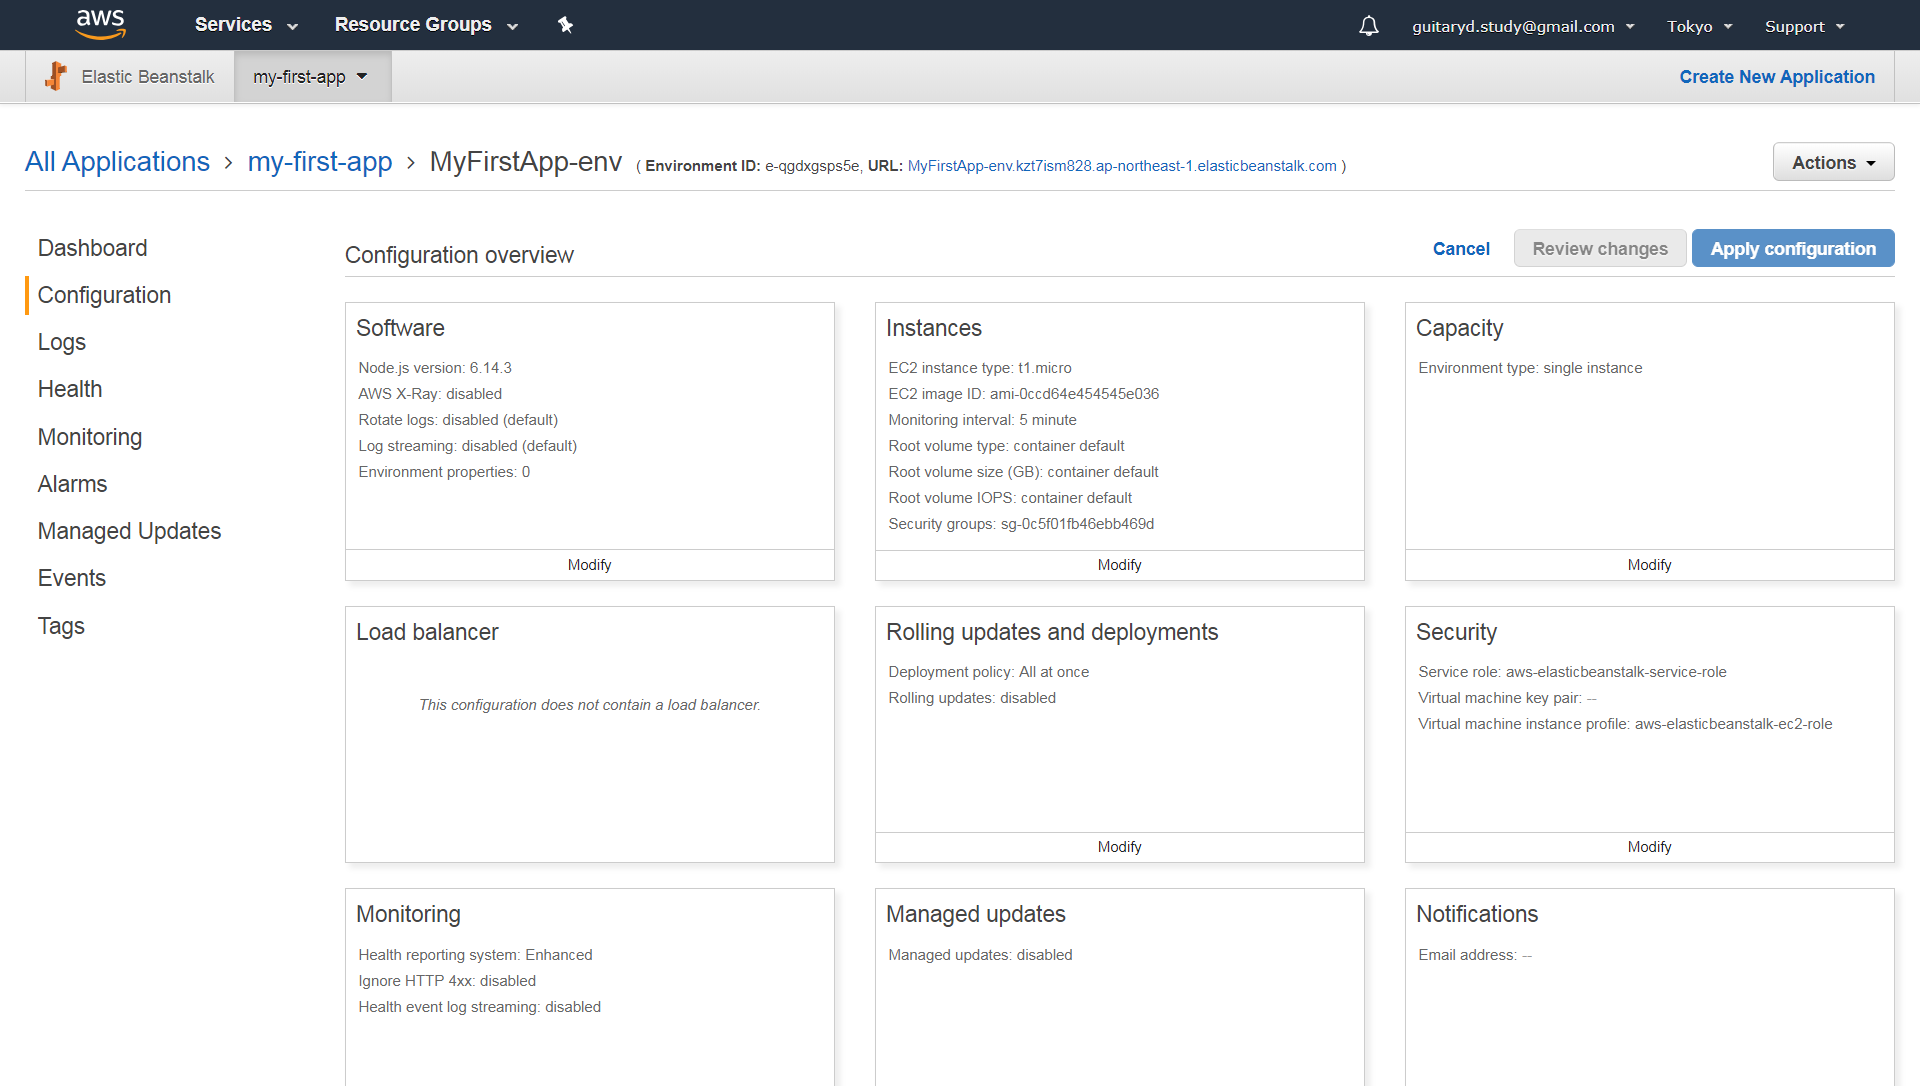 aws Services Resource Groups guitaryd.study@gmail.com Tokyo Support
Elastic Beanstalk my-first-app Create New Application
All Applications › my-first-app › MyFirstApp-env ( Environment ID: e-qgdxgsps5e, URL: MyFirstApp-env.kzt7ism828.ap-northeast-1.elasticbeanstalk.com ) Actions
Dashboard
Configuration
Logs
Health
Monitoring
Alarms
Managed Updates
Events
Tags
Configuration overview Cancel Review changes Apply configuration
Software
Node.js version: 6.14.3
AWS X-Ray: disabled
Rotate logs: disabled (default)
Log streaming: disabled (default)
Environment properties: 0
Modify
Instances
EC2 instance type: t1.micro
EC2 image ID: ami-0ccd64e454545e036
Monitoring interval: 5 minute
Root volume type: container default
Root volume size (GB): container default
Root volume IOPS: container default
Security groups: sg-0c5f01fb46ebb469d
Modify
Capacity
Environment type: single instance
Modify
Load balancer
This configuration does not contain a load balancer.
Rolling updates and deployments
Deployment policy: All at once
Rolling updates: disabled
Modify
Security
Service role: aws-elasticbeanstalk-service-role
Virtual machine key pair: --
Virtual machine instance profile: aws-elasticbeanstalk-ec2-role
Modify
Monitoring
Health reporting system: Enhanced
Ignore HTTP 4xx: disabled
Health event log streaming: disabled
Managed updates
Managed updates: disabled
Notifications
Email address: --